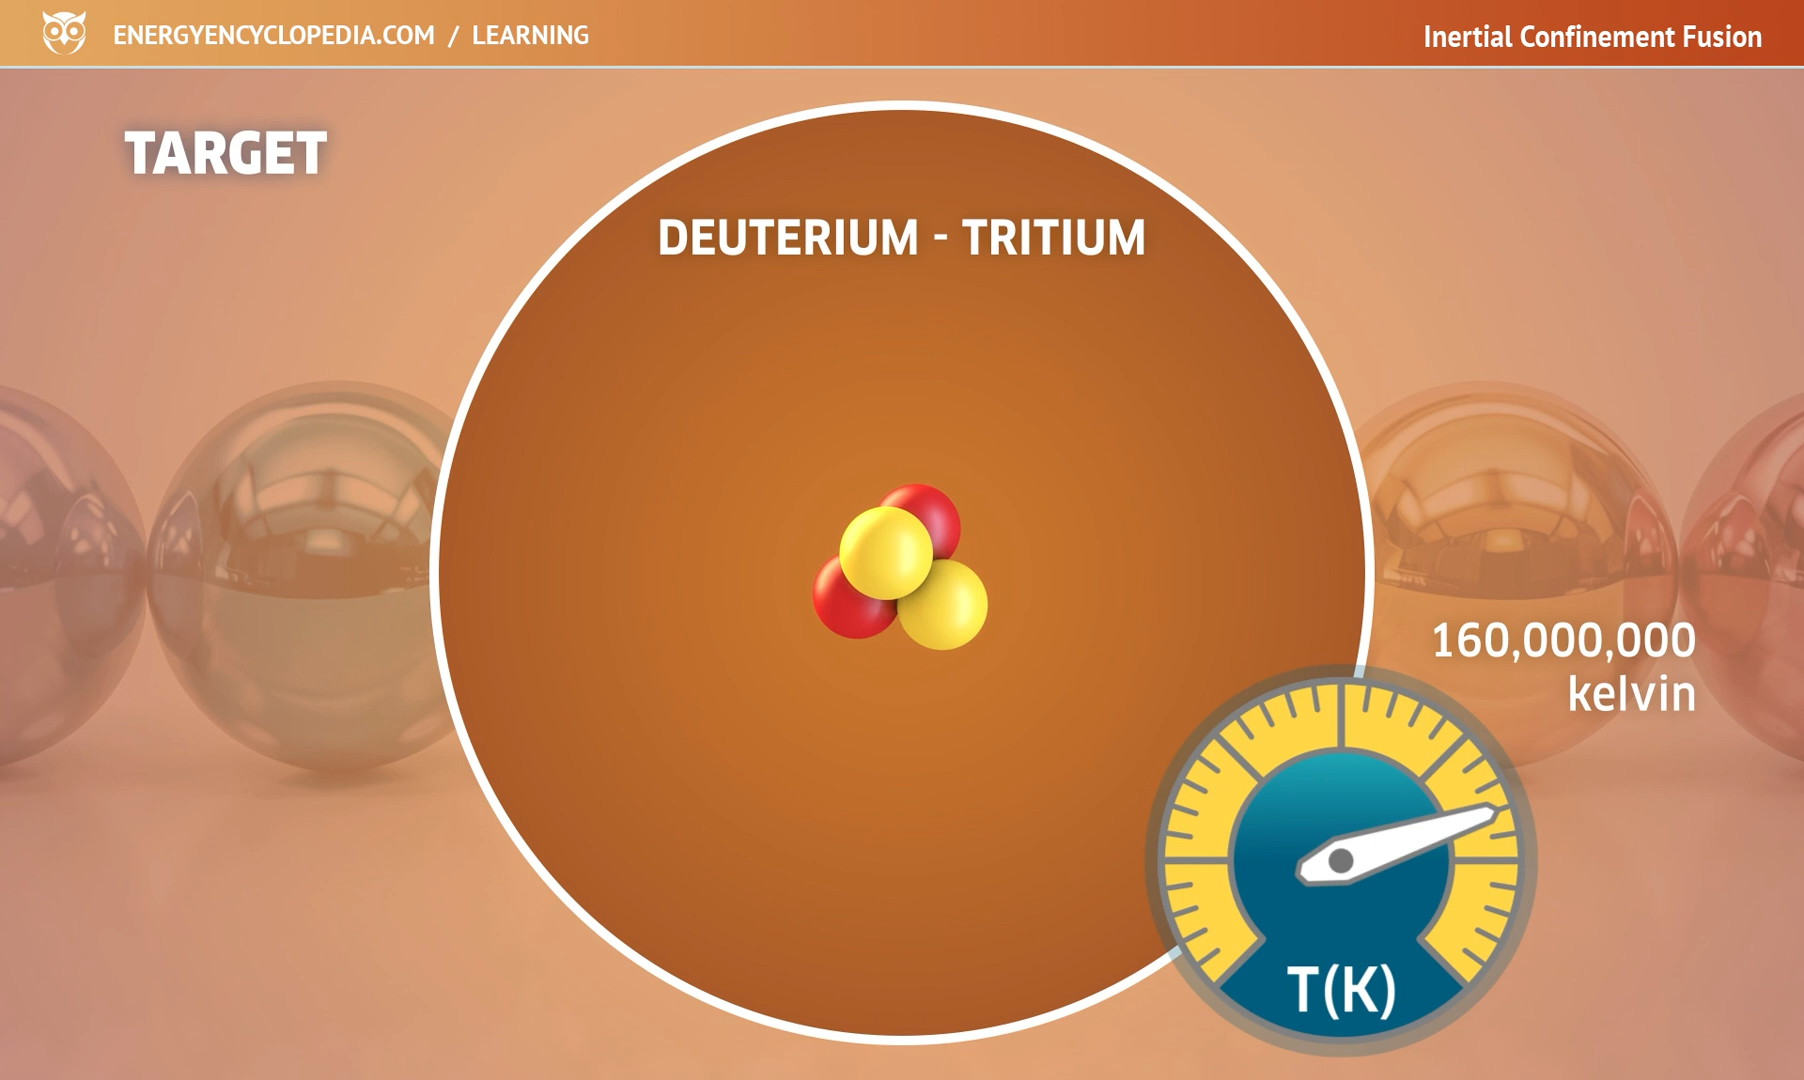 ENERGYENCYCLOPEDIA.COM / LEARNING
Inertial Confinement Fusion
TARGET
DEUTERIUM - TRITIUM
160,000,000
kelvin
T(K)